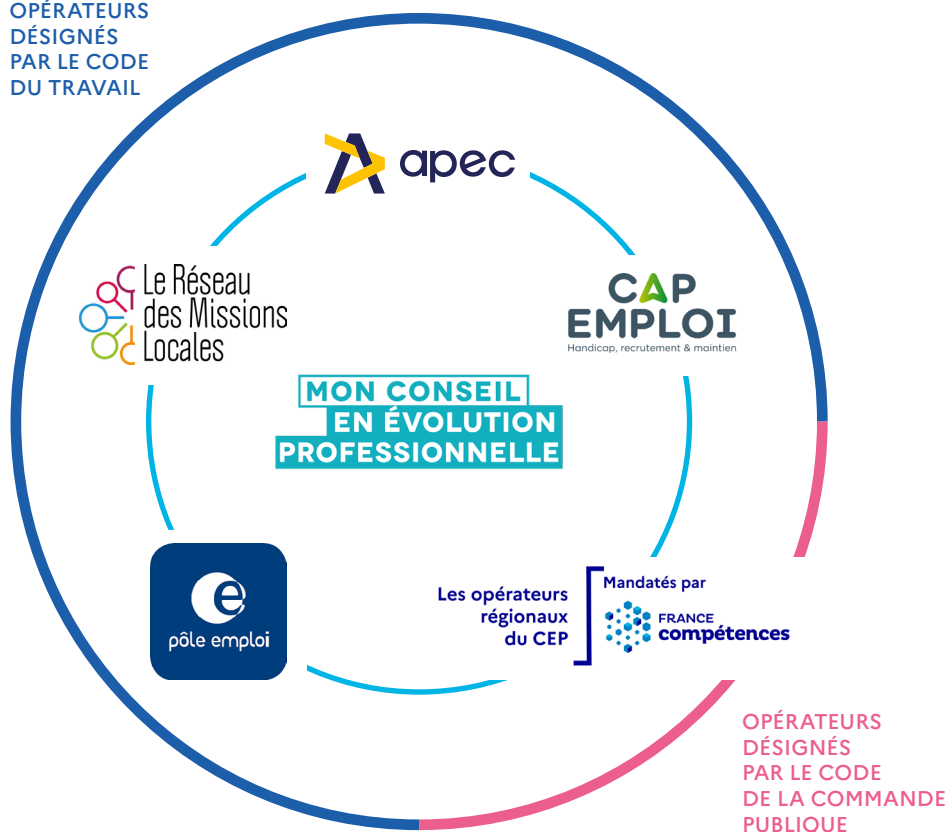 OPÉRATEURS
DÉSIGNÉS
PAR LE CODE
DU TRAVAIL
apec
Le Réseau
des Missions
Locales
CAP
EMPLOI
Handicap, recrutement & maintien
MON CONSEIL
EN ÉVOLUTION
PROFESSIONNELLE
pôle emploi
Les opérateurs
régionaux
du CEP
Mandatés par
FRANCE
compétences
OPÉRATEURS
DÉSIGNÉS
PAR LE CODE
DE LA COMMANDE
PUBLIQUE